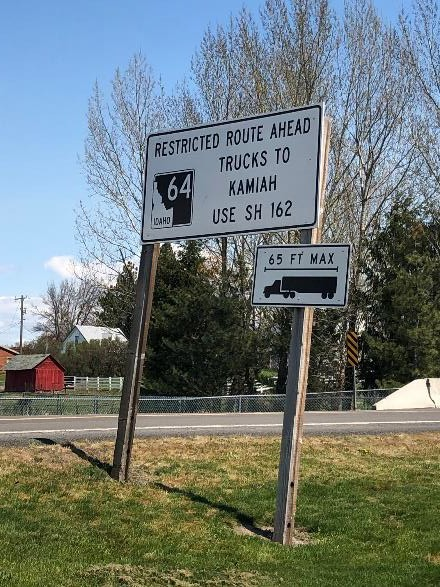 RESTRICTED ROUTE AHEAD
TRUCKS TO
KAMIAH
USE SH 162
64
IDAHO
65 FT MAX